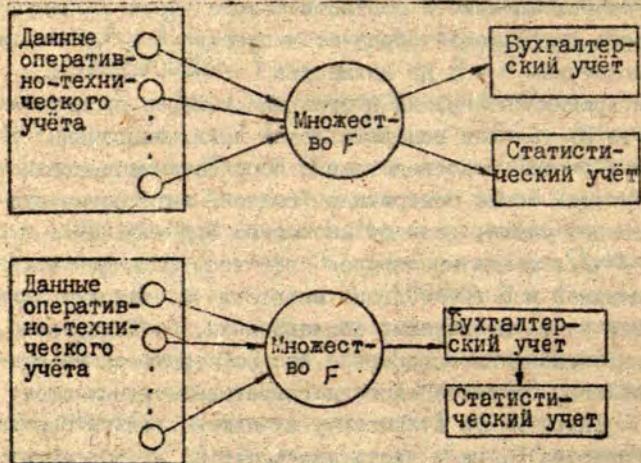 Данные
оператив-
но-техни-
ческого
учёта
Множест-
во F
Бухгалтер-
ский учёт
Статисти-
ческий учёт
Данные
оператив-
но-техни-
ческого
учёта
Множест-
во F
Бухгалтер-
ский учет
Статисти-
ческий учет